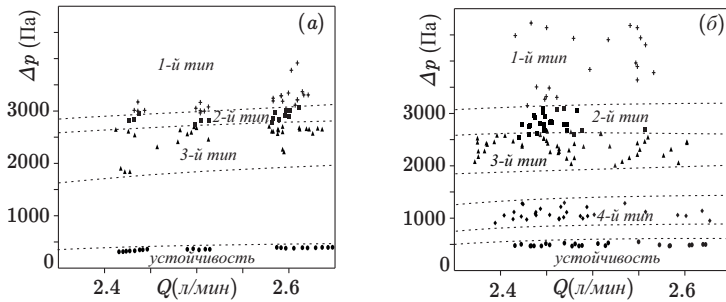 (а)
Δp (Па)
1-й тип
2-й тип
3-й тип
устойчивость
3000
2000
1000
0
2.4
Q(л/мин)
2.6
(б)
Δp (Па)
1-й тип
2-й тип
3-й тип
4-й тип
устойчивость
4000
3000
2000
1000
0
2.4
Q(л/мин)
2.6